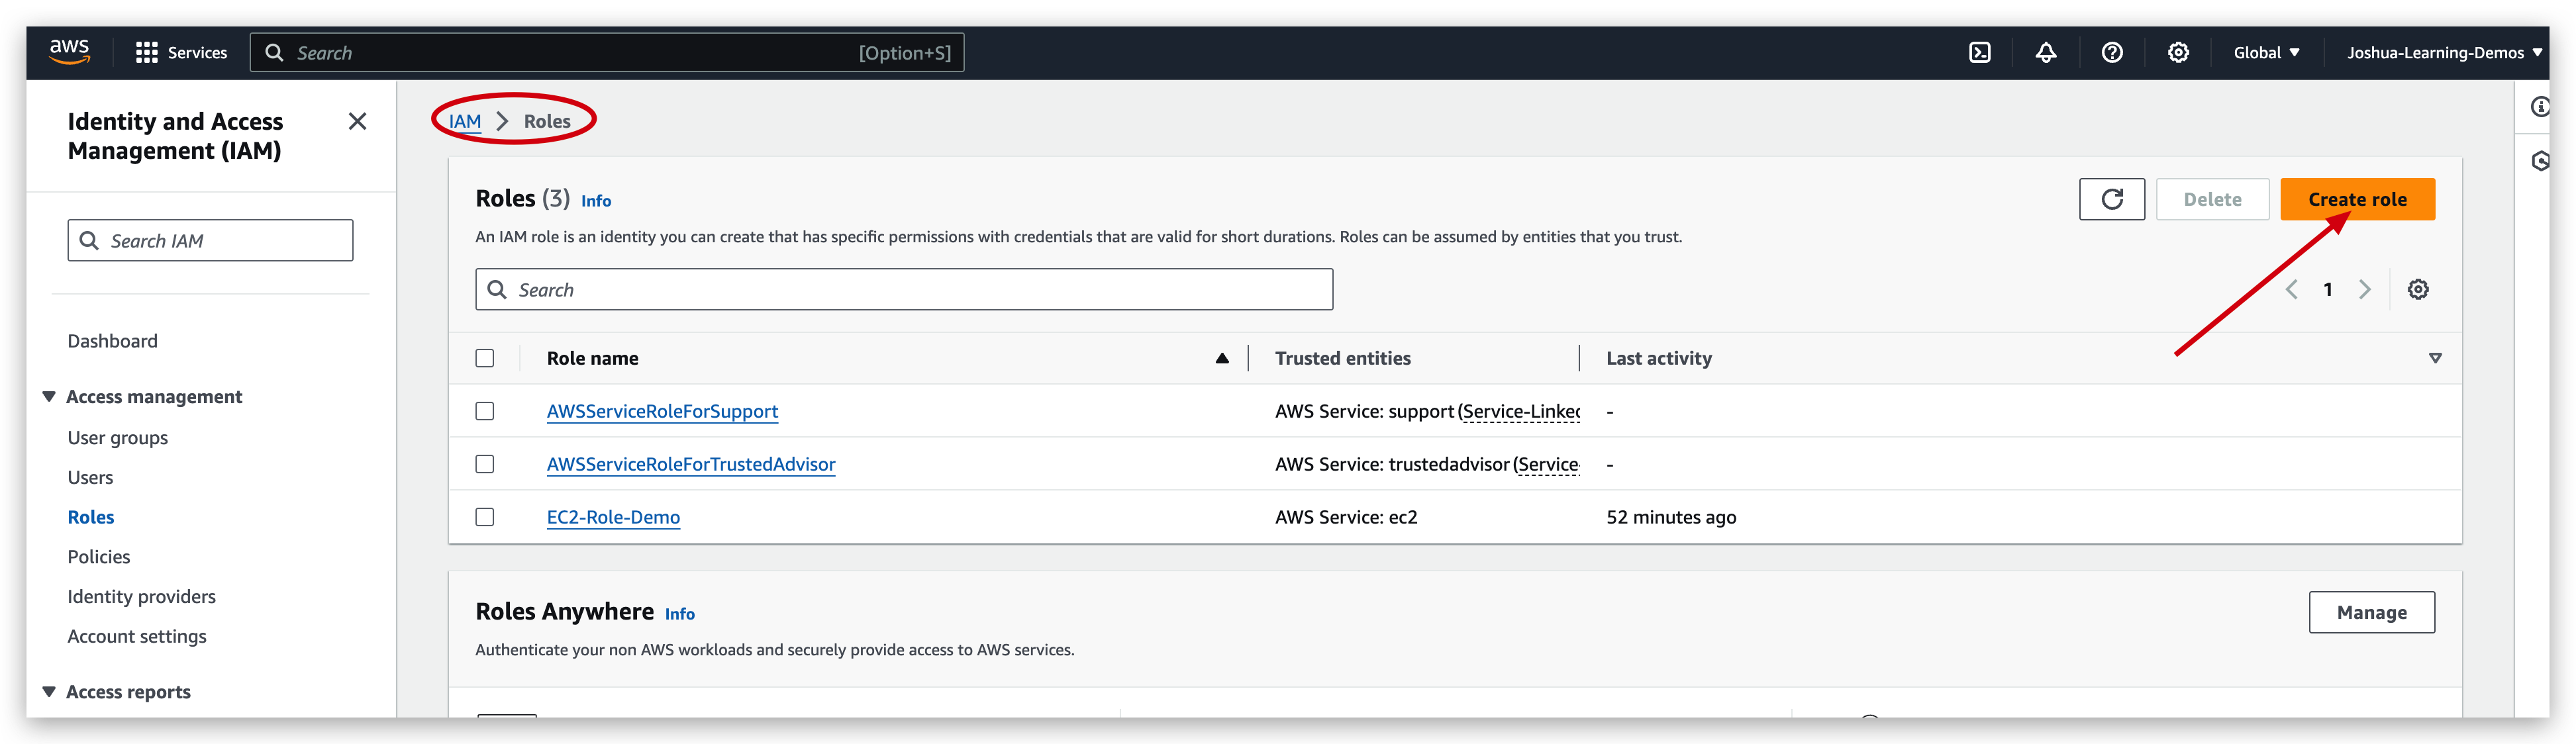 aws Services Search [Option+S] Global Joshua-Learning-Demos
Identity and Access
Management (IAM)
Search IAM
Dashboard
Access management
User groups
Users
Roles
Policies
Identity providers
Account settings
Access reports
IAM > Roles
Roles (3) Info
Delete
Create role
An IAM role is an identity you can create that has specific permissions with credentials that are valid for short durations. Roles can be assumed by entities that you trust.
Search
1
Role name Trusted entities Last activity
AWSServiceRoleForSupport AWS Service: support (Service-Linked -
AWSServiceRoleForTrustedAdvisor AWS Service: trustedadvisor (Service- -
EC2-Role-Demo AWS Service: ec2 52 minutes ago
Roles Anywhere Info
Manage
Authenticate your non AWS workloads and securely provide access to AWS services.